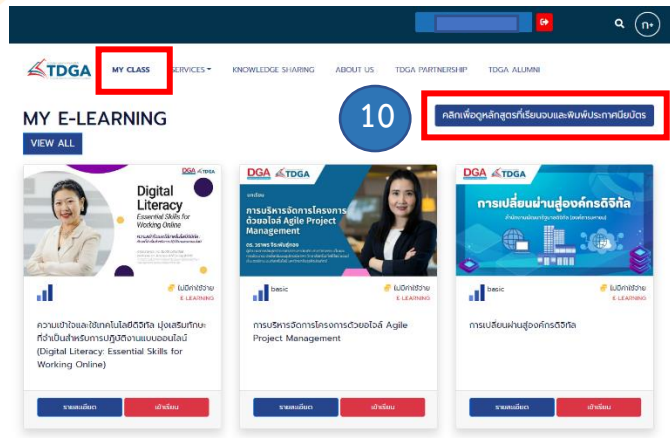 ก+
TDGA
MY CLASS
SERVICES
KNOWLEDGE SHARING
ABOUT US
TDGA PARTNERSHIP
TDGA ALUMNI
MY E-LEARNING
10
คลิกเพื่อดูหลักสูตรที่เรียนจบและพิมพ์ประกาศนียบัตร
VIEW ALL
DGA TDGA
Digital
Literacy
Essential Skills for
Working Online
ไม่มีค่าใช้จ่าย
E LEARNING
ความเข้าใจและใช้เทคโนโลยีดิจิทัล มุ่งเสริมทักษะ
ที่จำเป็นสำหรับการปฏิบัติงานแบบออนไลน์
(Digital Literacy: Essential Skills for
Working Online)
รายละเอียด
เข้าเรียน
DGA TDGA
บทเรียน
การบริหารจัดการโครงการ
ด้วยอไจล์ Agile Project
Management
basic
ไม่มีค่าใช้จ่าย
E LEARNING
การบริหารจัดการโครงการด้วยอไจล์ Agile
Project Management
รายละเอียด
เข้าเรียน
DGA TDGA
การเปลี่ยนผ่านสู่องค์กรดิจิทัล
basic
ไม่มีค่าใช้จ่าย
E LEARNING
การเปลี่ยนผ่านสู่องค์กรดิจิทัล
รายละเอียด
เข้าเรียน